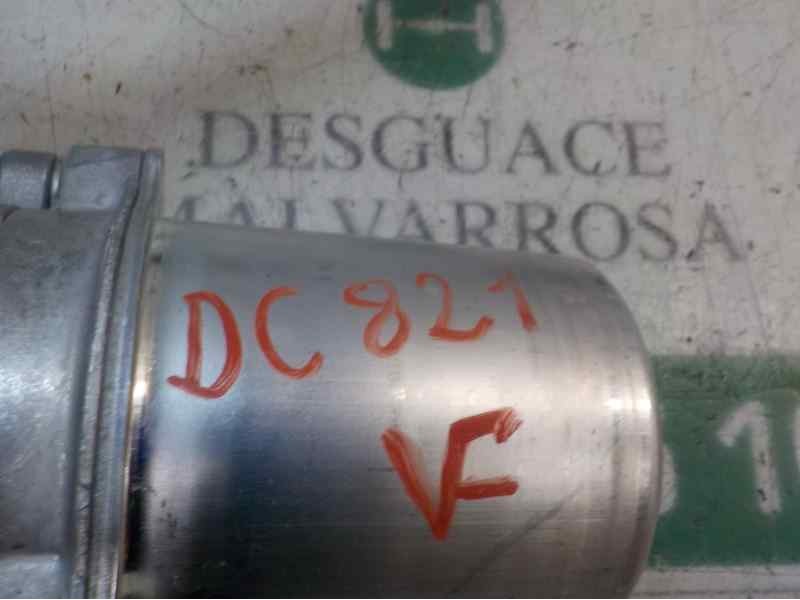 DESGUACE
MALVARROSA
DC 821
VF